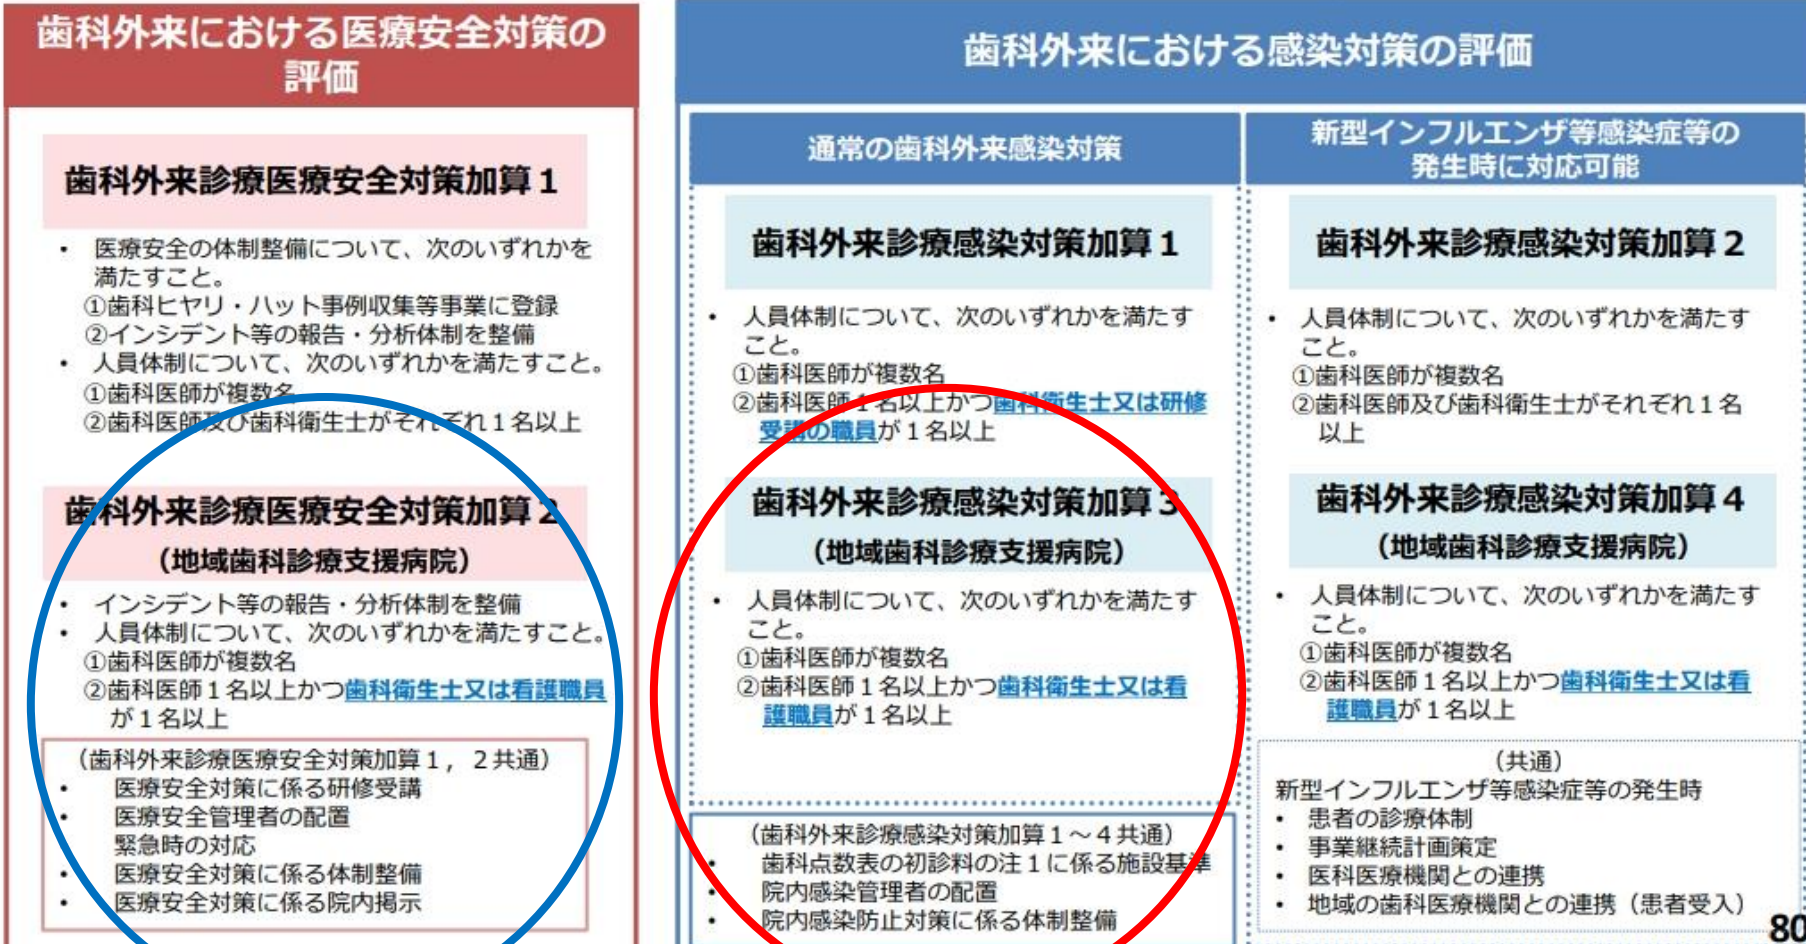 歯科外来における医療安全対策の
評価
歯科外来診療医療安全対策加算１
• 医療安全の体制整備について、次のいずれかを
満たすこと。
①歯科ヒヤリ・ハット事例収集等事業に登録
②インシデント等の報告・分析体制を整備
• 人員体制について、次のいずれかを満たすこと。
①歯科医師が複数名
②歯科医師及び歯科衛生士がそれぞれ１名以上
歯科外来診療医療安全対策加算２
（地域歯科診療支援病院）
• インシデント等の報告・分析体制を整備
• 人員体制について、次のいずれかを満たすこと。
①歯科医師が複数名
②歯科医師１名以上かつ歯科衛生士又は看護職員
が１名以上
（歯科外来診療医療安全対策加算１，２共通）
• 医療安全対策に係る研修受講
• 医療安全管理者の配置
緊急時の対応
• 医療安全対策に係る体制整備
• 医療安全対策に係る院内掲示
歯科外来における感染対策の評価
通常の歯科外来感染対策
歯科外来診療感染対策加算１
• 人員体制について、次のいずれかを満たす
こと。
①歯科医師が複数名
②歯科医師１名以上かつ歯科衛生士又は研修
受講の職員が１名以上
歯科外来診療感染対策加算３
（地域歯科診療支援病院）
• 人員体制について、次のいずれかを満たす
こと。
①歯科医師が複数名
②歯科医師１名以上かつ歯科衛生士又は看
護職員が１名以上
（歯科外来診療感染対策加算１～４共通）
• 歯科点数表の初診料の注１に係る施設基準
• 院内感染管理者の配置
• 院内感染防止対策に係る体制整備
新型インフルエンザ等感染症等の
発生時に対応可能
歯科外来診療感染対策加算２
• 人員体制について、次のいずれかを満たす
こと。
①歯科医師が複数名
②歯科医師及び歯科衛生士がそれぞれ１名
以上
歯科外来診療感染対策加算４
（地域歯科診療支援病院）
• 人員体制について、次のいずれかを満たす
こと。
①歯科医師が複数名
②歯科医師１名以上かつ歯科衛生士又は看
護職員が１名以上
（共通）
新型インフルエンザ等感染症等の発生時
• 患者の診療体制
• 事業継続計画策定
• 医科医療機関との連携
• 地域の歯科医療機関との連携（患者受入）
80